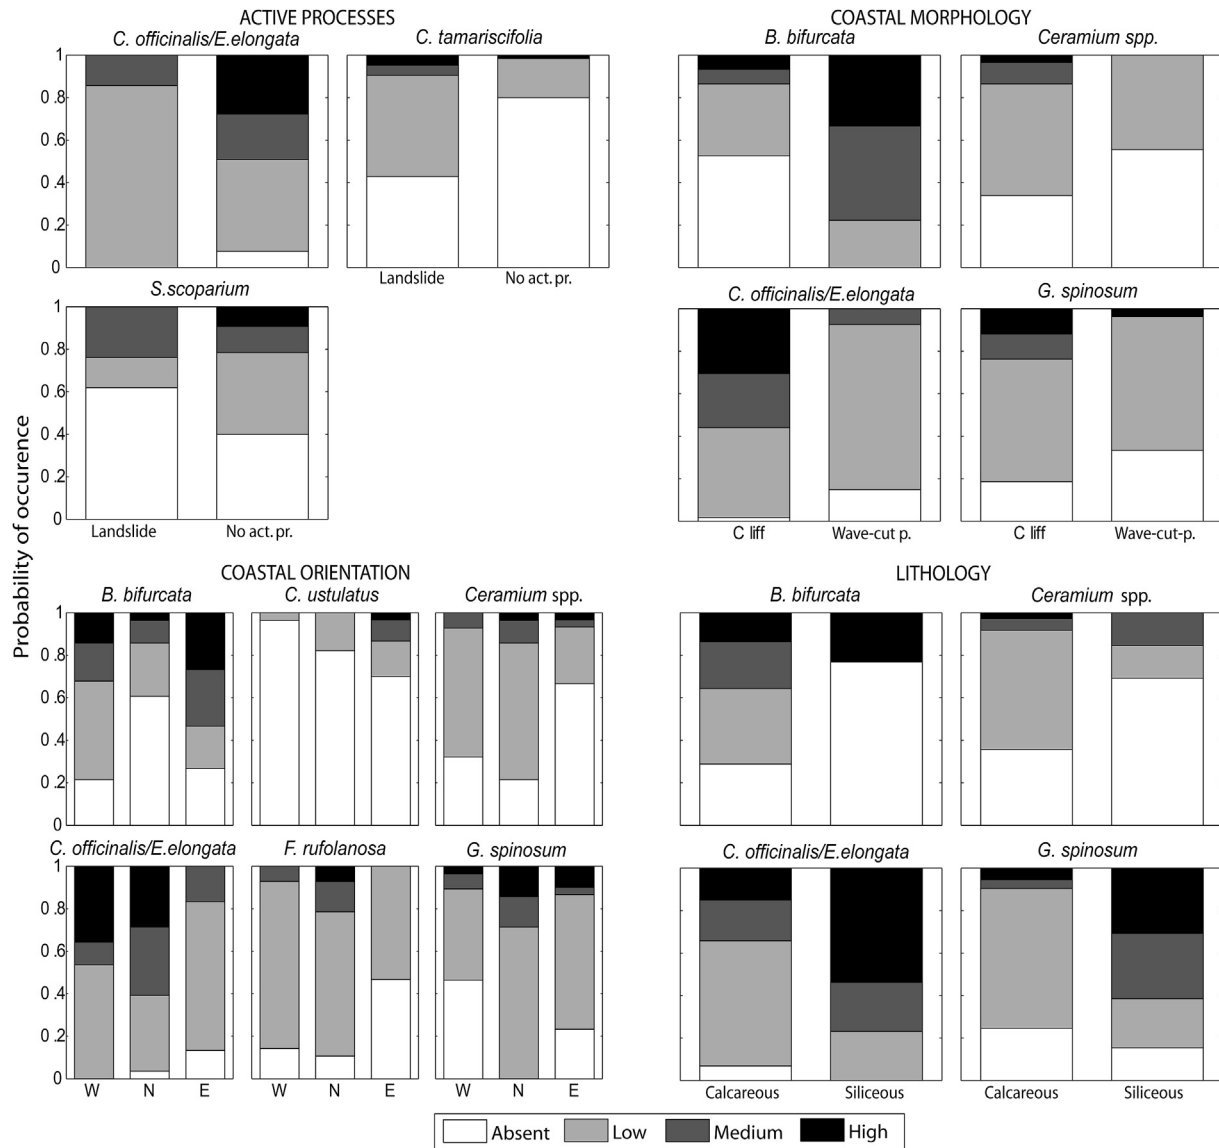 ACTIVE PROCESSES
C. officinalis/E.elongata
C. tamariscifolia
1
0.8
0.6
0.4
0.2
0
Landslide
No act. pr.
S.scoparium
1
0.8
0.6
0.4
0.2
0
Landslide
No act. pr.
COASTAL MORPHOLOGY
B. bifurcata
Ceramium spp.
C. officinalis/E.elongata
G. spinosum
C liff
Wave-cut p.
C liff
Wave-cut-p.
Probability of occurence
COASTAL ORIENTATION
B. bifurcata
C. ustulatus
Ceramium spp.
1
0.8
0.6
0.4
0.2
0
C. officinalis/E.elongata
F. rufolanosa
G. spinosum
1
0.8
0.6
0.4
0.2
0
W N E
W N E
W N E
LITHOLOGY
B. bifurcata
Ceramium spp.
C. officinalis/E.elongata
G. spinosum
Calcareous
Siliceous
Calcareous
Siliceous
Absent Low Medium High